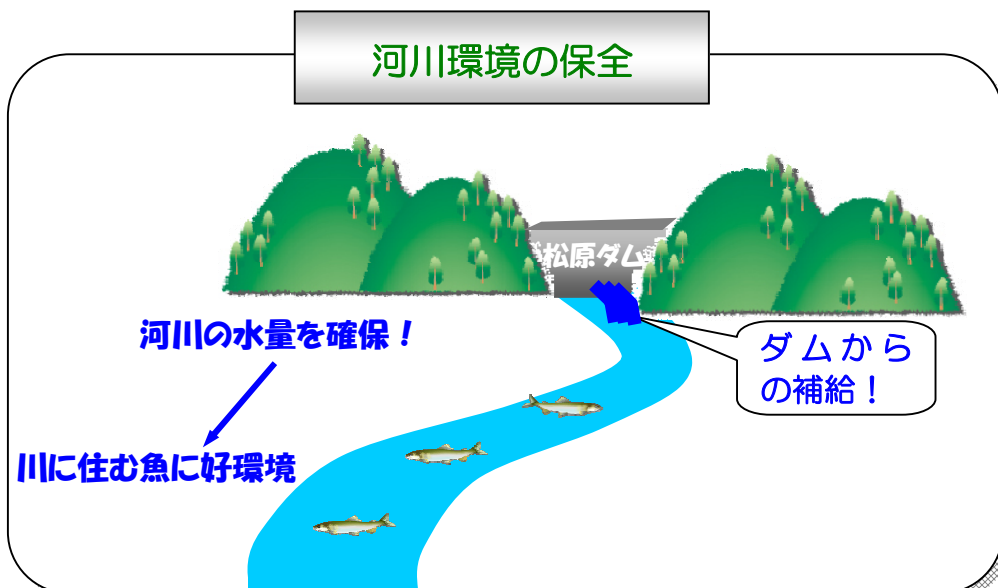 河川環境の保全
松原ダム
河川の水量を確保！
ダムから
の補給！
川に住む魚に好環境